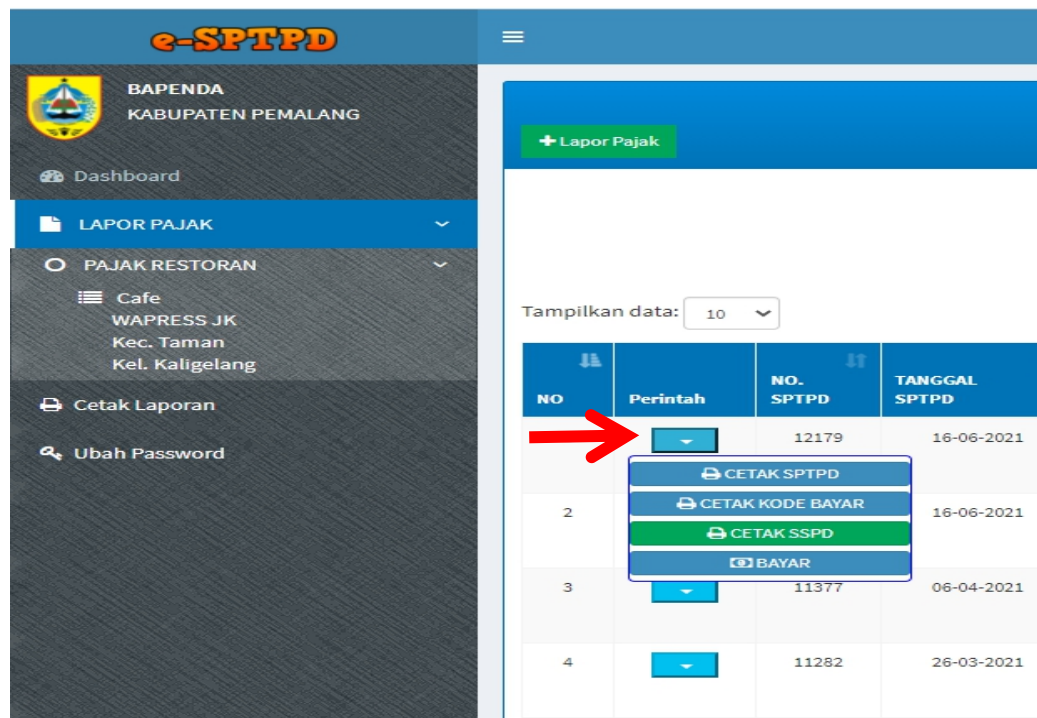 e-SPTPD
BAPENDA
KABUPATEN PEMALANG
Dashboard
LAPOR PAJAK
PAJAK RESTORAN
Cafe
WAPRESS JK
Kec. Taman
Kel. Kaligelang
Cetak Laporan
Ubah Password
+ Lapor Pajak
Tampilkan data: 10
NO Perintah NO. SPTPD TANGGAL SPTPD
12179 16-06-2021
CETAK SPTPD
CETAK KODE BAYAR
CETAK SSPD
BAYAR
2 16-06-2021
3 11377 06-04-2021
4 11282 26-03-2021